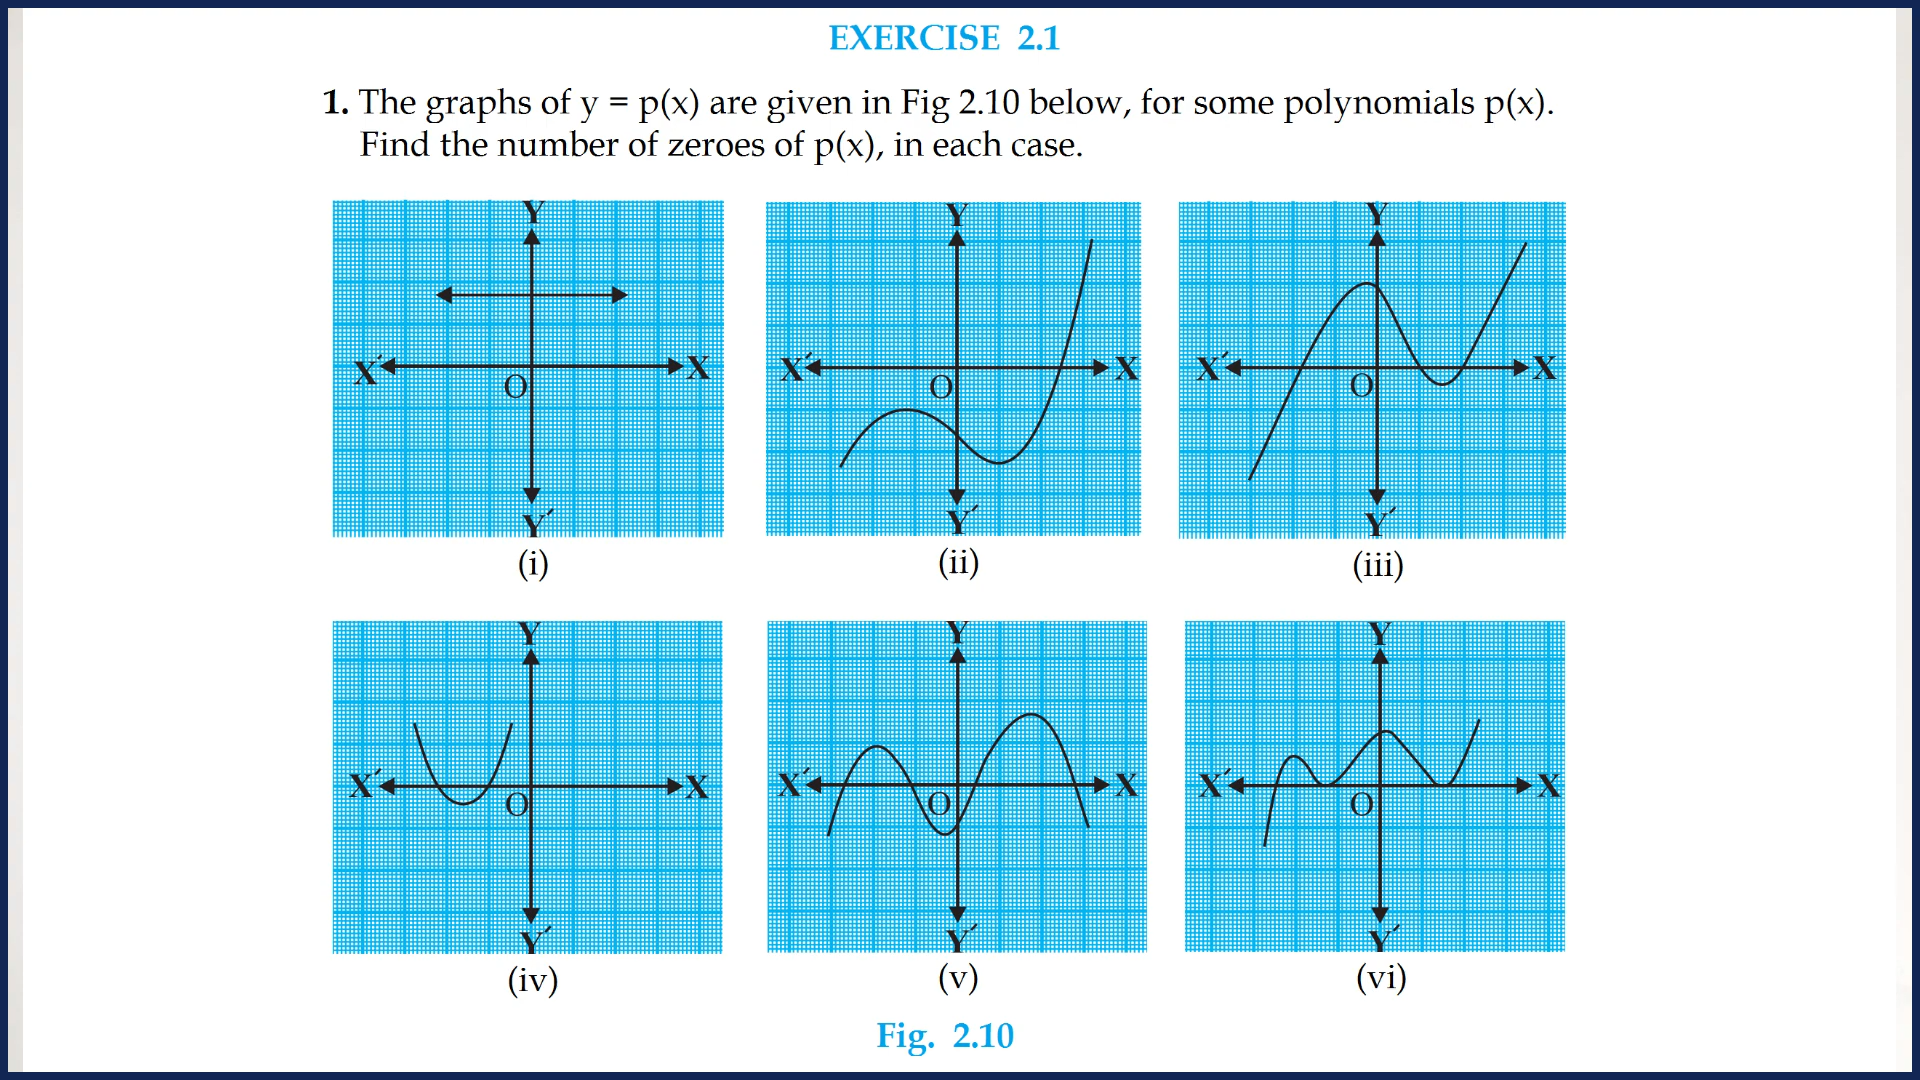 EXERCISE 2.1
1. The graphs of y = p(x) are given in Fig 2.10 below, for some polynomials p(x).
Find the number of zeroes of p(x), in each case.
Y
X′ O X
Y′
(i)
Y
X′ O X
Y′
(ii)
Y
X′ O X
Y′
(iii)
Y
X′ O X
Y′
(iv)
Y
X′ O X
Y′
(v)
Y
X′ O X
Y′
(vi)
Fig. 2.10